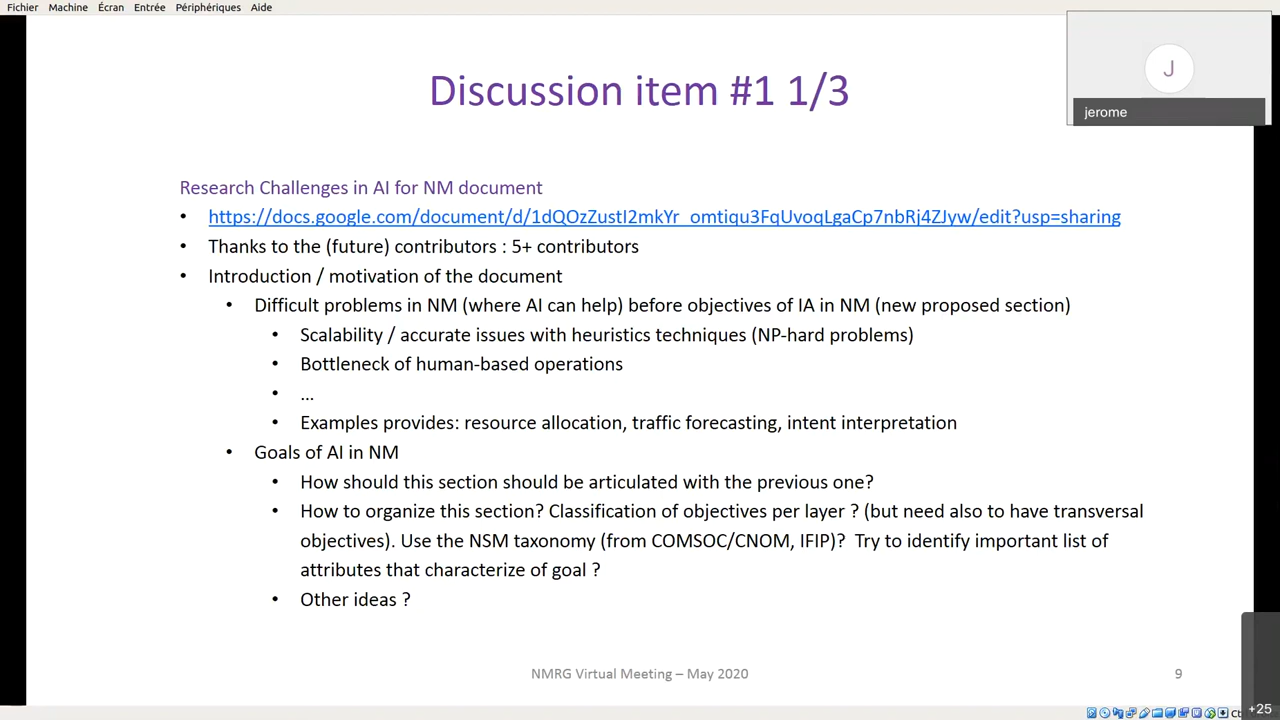 Fichier Machine Écran Entrée Périphériques Aide
J
jerome
Discussion item #1 1/3
Research Challenges in AI for NM document
• https://docs.google.com/document/d/1dQOzZustI2mkYr_omtiqu3FqUvoqLgaCp7nbRj4ZJyw/edit?usp=sharing
• Thanks to the (future) contributors : 5+ contributors
• Introduction / motivation of the document
• Difficult problems in NM (where AI can help) before objectives of IA in NM (new proposed section)
• Scalability / accurate issues with heuristics techniques (NP-hard problems)
• Bottleneck of human-based operations
• ...
• Examples provides: resource allocation, traffic forecasting, intent interpretation
• Goals of AI in NM
• How should this section should be articulated with the previous one?
• How to organize this section? Classification of objectives per layer ? (but need also to have transversal
objectives). Use the NSM taxonomy (from COMSOC/CNOM, IFIP)? Try to identify important list of
attributes that characterize of goal ?
• Other ideas ?
NMRG Virtual Meeting – May 2020
9
+25